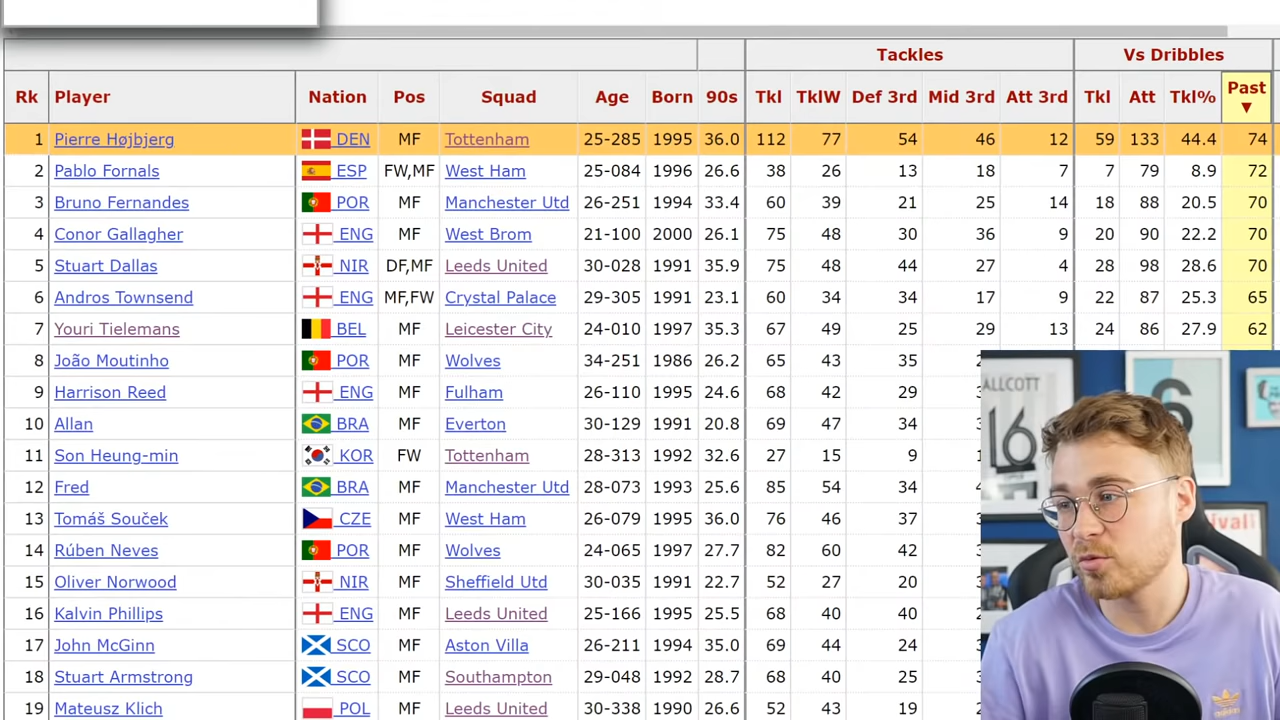 Tackles Vs Dribbles
Rk Player Nation Pos Squad Age Born 90s Tkl TklW Def 3rd Mid 3rd Att 3rd Tkl Att Tkl% Past ▼
1 Pierre Højbjerg DEN MF Tottenham 25-285 1995 36.0 112 77 54 46 12 59 133 44.4 74
2 Pablo Fornals ESP FW,MF West Ham 25-084 1996 26.6 38 26 13 18 7 7 79 8.9 72
3 Bruno Fernandes POR MF Manchester Utd 26-251 1994 33.4 60 39 21 25 14 18 88 20.5 70
4 Conor Gallagher ENG MF West Brom 21-100 2000 26.1 75 48 30 36 9 20 90 22.2 70
5 Stuart Dallas NIR DF,MF Leeds United 30-028 1991 35.9 75 48 44 27 4 28 98 28.6 70
6 Andros Townsend ENG MF,FW Crystal Palace 29-305 1991 23.1 60 34 34 17 9 22 87 25.3 65
7 Youri Tielemans BEL MF Leicester City 24-010 1997 35.3 67 49 25 29 13 24 86 27.9 62
8 João Moutinho POR MF Wolves 34-251 1986 26.2 65 43 35
9 Harrison Reed ENG MF Fulham 26-110 1995 24.6 68 42 29
10 Allan BRA MF Everton 30-129 1991 20.8 69 47 34
11 Son Heung-min KOR FW Tottenham 28-313 1992 32.6 27 15 9
12 Fred BRA MF Manchester Utd 28-073 1993 25.6 85 54 34
13 Tomáš Souček CZE MF West Ham 26-079 1995 36.0 76 46 37
14 Rúben Neves POR MF Wolves 24-065 1997 27.7 82 60 42
15 Oliver Norwood NIR MF Sheffield Utd 30-035 1991 22.7 52 27 20
16 Kalvin Phillips ENG MF Leeds United 25-166 1995 25.5 68 40 40
17 John McGinn SCO MF Aston Villa 26-211 1994 35.0 69 44 24
18 Stuart Armstrong SCO MF Southampton 29-048 1992 28.7 68 40 25
19 Mateusz Klich POL MF Leeds United 30-338 1990 26.6 52 43 19
ALLCOTT
16
6
adidas